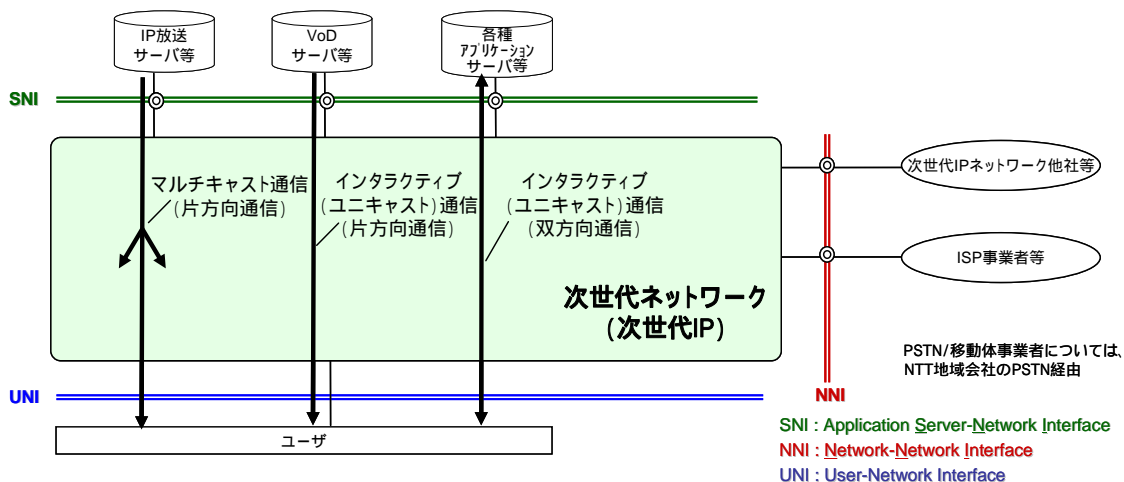 IP放送
サーバ等
VoD
サーバ等
各種
アプリケーション
サーバ等
SNI
マルチキャスト通信
(片方向通信)
インタラクティブ
(ユニキャスト)通信
(片方向通信)
インタラクティブ
(ユニキャスト)通信
(双方向通信)
次世代IPネットワーク他社等
ISP事業者等
次世代ネットワーク
(次世代IP)
PSTN/移動体事業者については、
NTT地域会社のPSTN経由
UNI
NNI
ユーザ
SNI : Application Server-Network Interface
NNI : Network-Network Interface
UNI : User-Network Interface